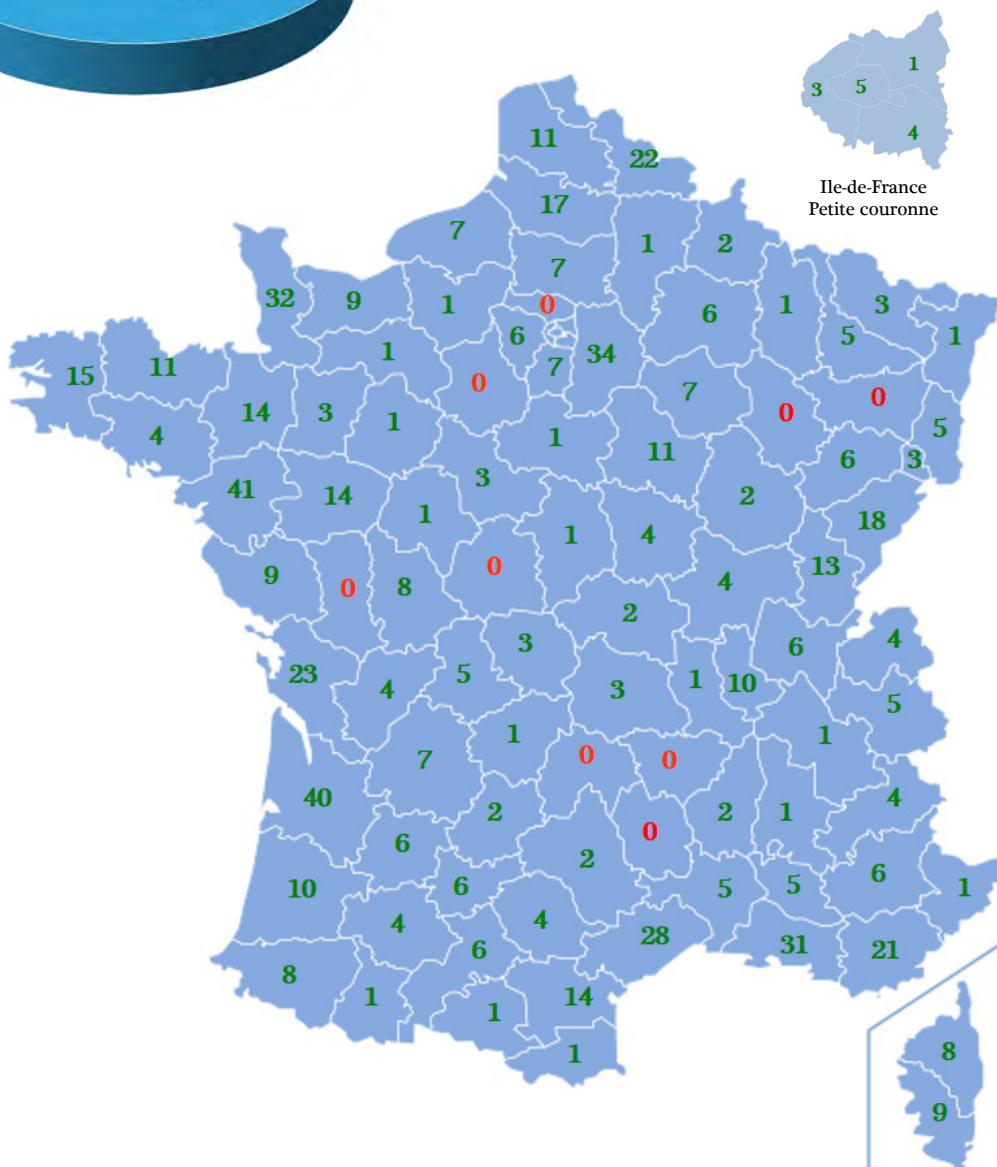 1
3 5
4
Ile-de-France
Petite couronne
11
22
17
7
1 2
7
32 9 1 0 6 1 3
6 5 1
1 7 34
15 11 0 7 0 0
14 3 1 5
4 1 11 6 3
41 14 3 2
1 18
1 4
9 0 8 0 4 13
2
3 6 4
23 4 5 3 1 10 5
1 1
7 0 0
40 2 2 1 4
6 0
2
10 6 5 5 6 1
4 4
6 28 31 21
8 1 14
1
1 8
9